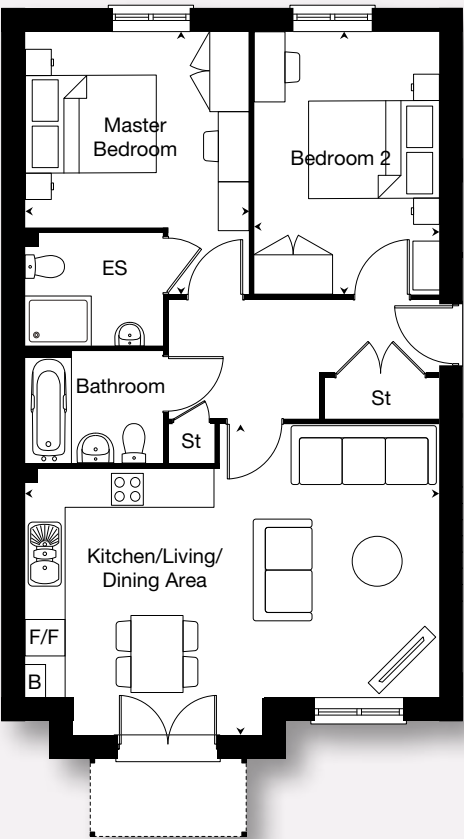 Master
Bedroom
Bedroom 2
ES
Bathroom
St
St
Kitchen/Living/
Dining Area
F/F
B